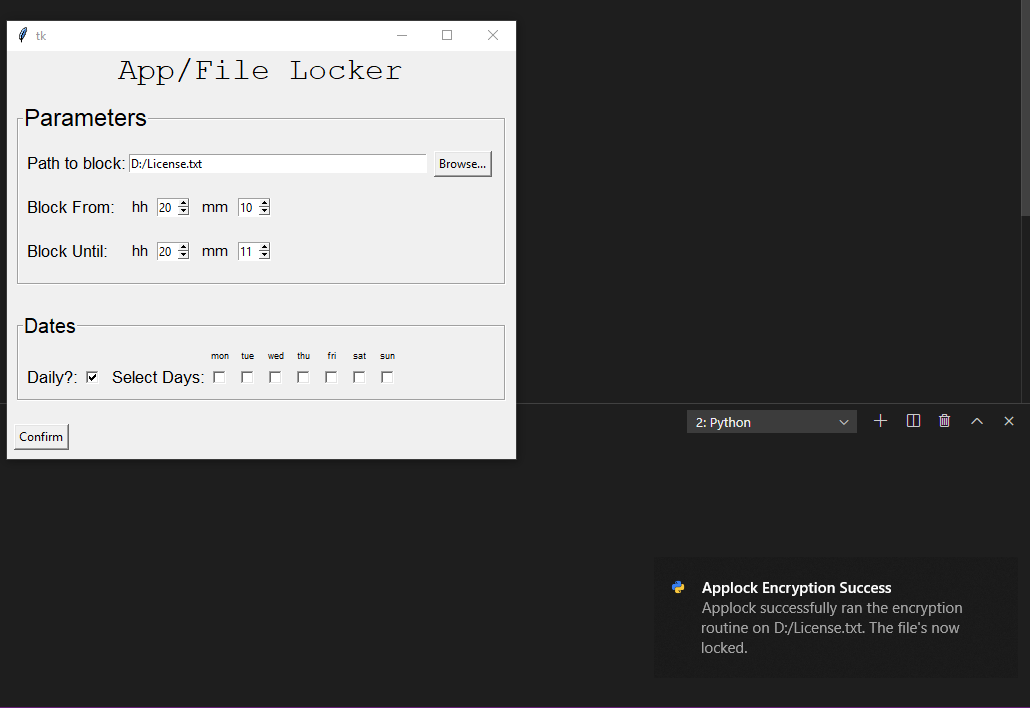 tk
App/File Locker
Parameters
Path to block: D:/License.txt Browse...
Block From: hh 20 mm 10
Block Until: hh 20 mm 11
Dates
mon tue wed thu fri sat sun
Daily?: Select Days:
Confirm
2: Python
Applock Encryption Success
Applock successfully ran the encryption
routine on D:/License.txt. The file's now
locked.